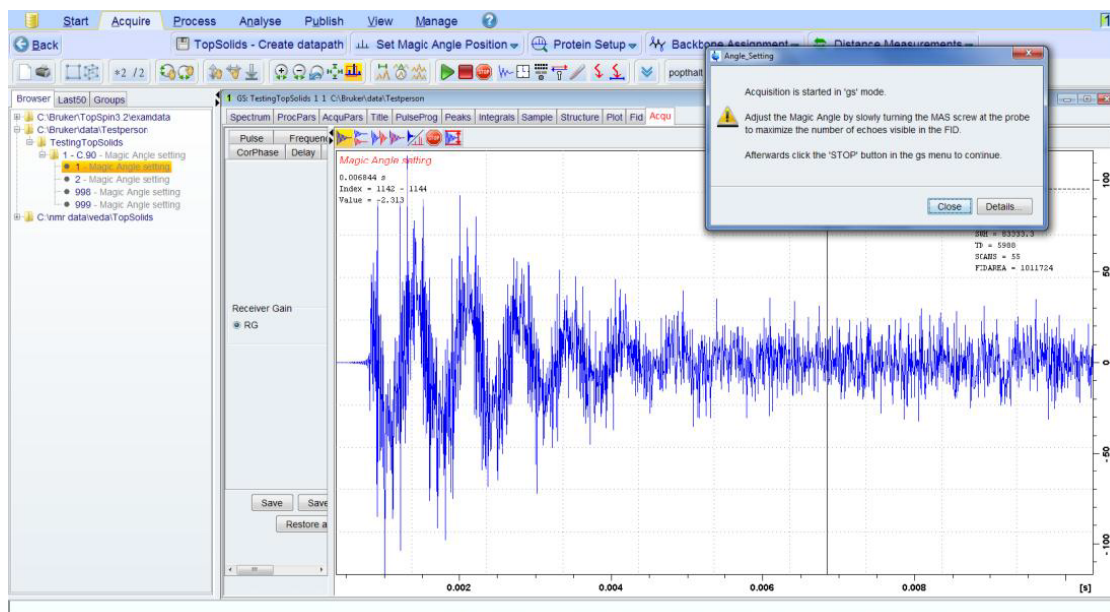 Start Acquire Process Analyse Publish View Manage
Back TopSolids - Create datapath Set Magic Angle Position Protein Setup Backbone Assignment Distance Measurements
*2 /2 popthalt
Browser Last50 Groups
C:\Bruker\TopSpin3.2\examdata
C:\Bruker/data\Testperson
TestingTopSolids
1 - C.90 - Magic Angle setting
1 - Magic Angle setting
2 - Magic Angle setting
998 - Magic Angle setting
999 - Magic Angle setting
C:\nmr data\veda\TopSolids
1 GS: TestingTopSolids 1 1 C:\Bruker\data\Testperson
Spectrum ProcPars AcquPars Title PulseProg Peaks Integrals Sample Structure Plot Fid Acqu
Pulse
CorPhase Delay
Receiver Gain
RG
Save Save
Restore a
Magic Angle setting
0.006844 s
Index = 1142 - 1144
Value = -2.313
Angle_Setting
Acquisition is started in 'gs' mode.
Adjust the Magic Angle by slowly turning the MAS screw at the probe
to maximize the number of echoes visible in the FID.
Afterwards click the 'STOP' button in the gs menu to continue.
Close Details...
SWH = 83333.3
TD = 5988
SCANS = 55
FIDAREA = 1011724
100
50
0
-50
-100
0.002 0.004 0.006 0.008 [s]